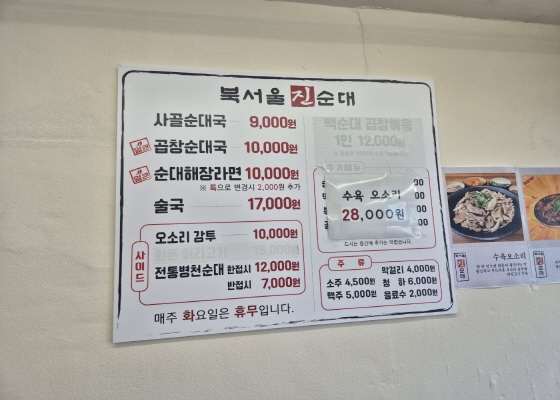 북서울 진순대
사골순대국 9,000원
얼큰 곱창순대국 10,000원
얼큰 순대해장라면 10,000원
※ 특으로 변경시 2,000원 추가
술국 17,000원
사이드
오소리 감투 10,000원
15,000원
전통병천순대 한접시 12,000원
반접시 7,000원
매주 화요일은 휴무입니다.
백순대 곱창볶음
1인 12,000원
수육 오소리
28,000원
주류
막걸리 4,000원
소주 4,500원 청하 6,000원
맥주 5,000원 음료수 2,000원
수육오소리